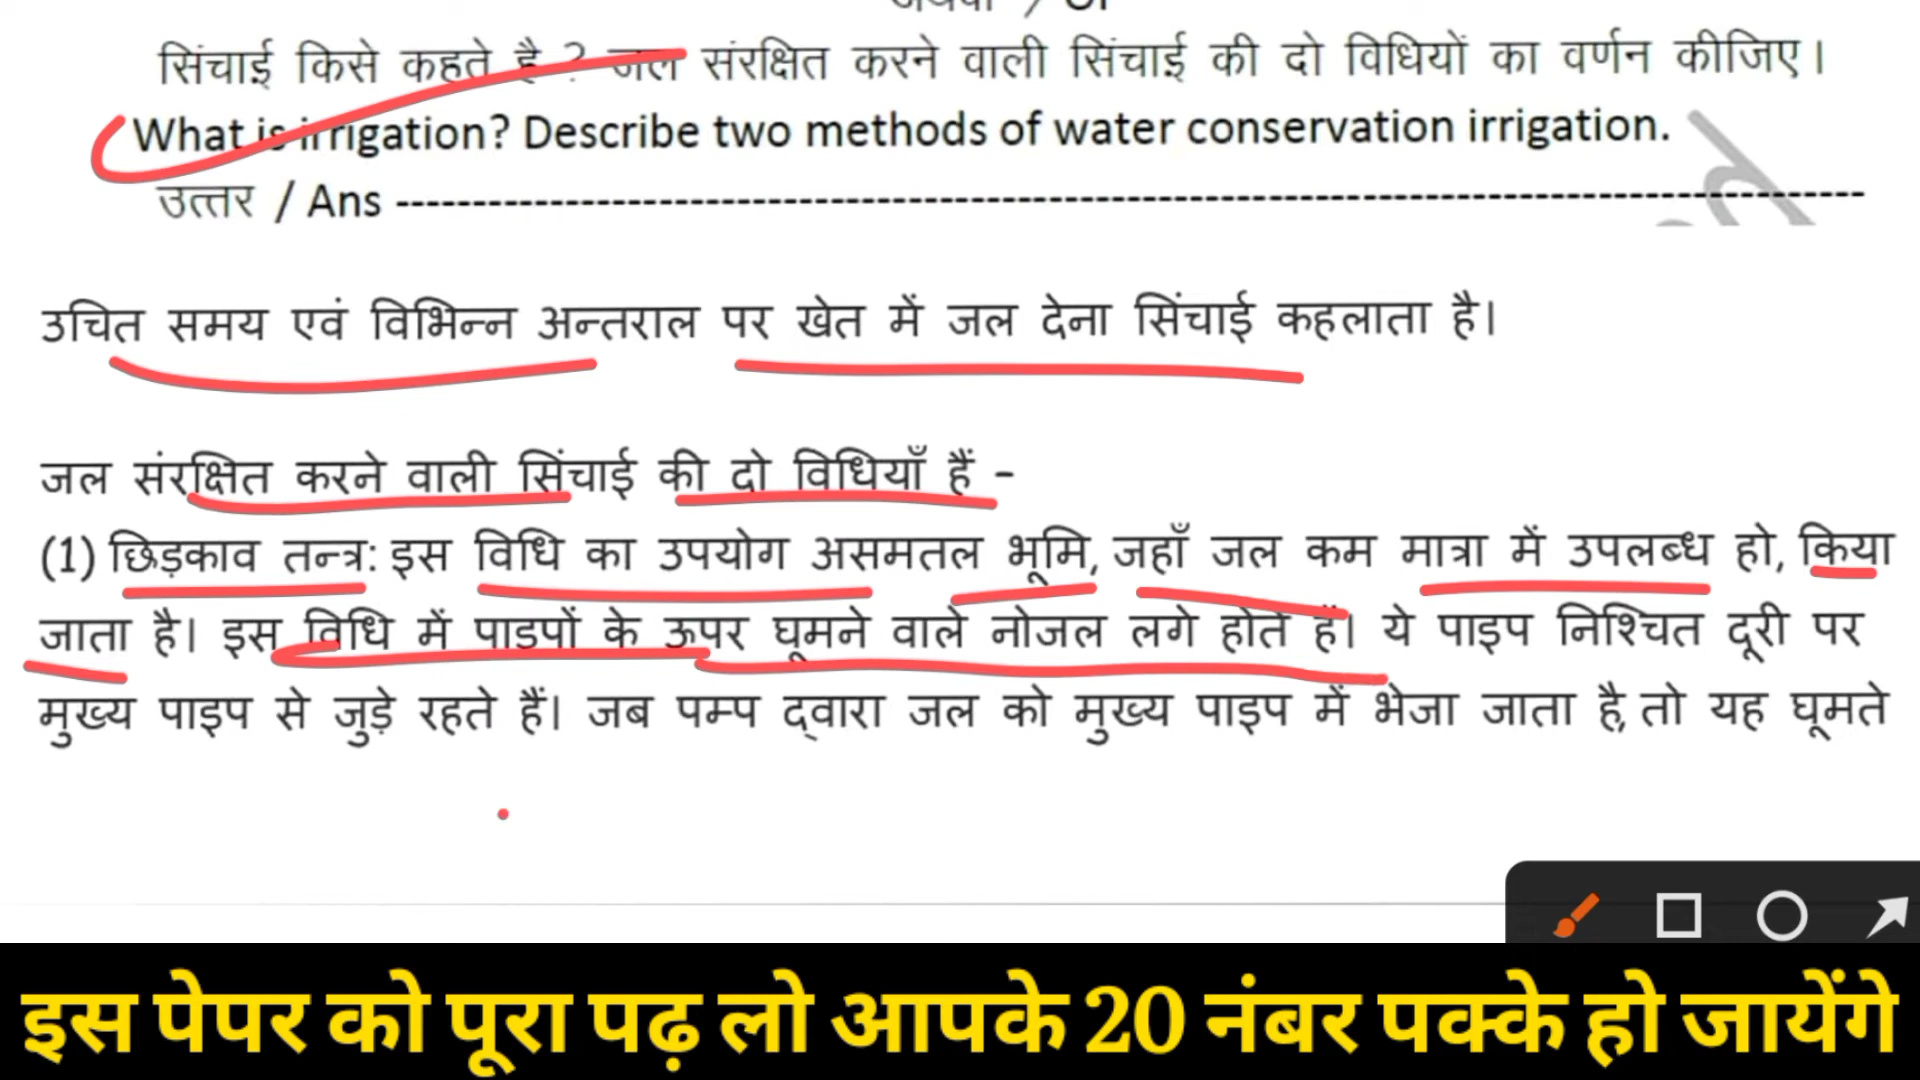 सिंचाई किसे कहते है ? जल संरक्षित करने वाली सिंचाई की दो विधियों का वर्णन कीजिए।
What is irrigation? Describe two methods of water conservation irrigation.
उत्तर / Ans --------------------------------------------------------------------------------------------
उचित समय एवं विभिन्न अन्तराल पर खेत में जल देना सिंचाई कहलाता है।
जल संरक्षित करने वाली सिंचाई की दो विधियाँ हैं -
(1) छिड़काव तन्त्र: इस विधि का उपयोग असमतल भूमि, जहाँ जल कम मात्रा में उपलब्ध हो, किया
जाता है। इस विधि में पाइपों के ऊपर घूमने वाले नोजल लगे होते हैं। ये पाइप निश्चित दूरी पर
मुख्य पाइप से जुड़े रहते हैं। जब पम्प द्वारा जल को मुख्य पाइप में भेजा जाता है, तो यह घूमते
इस पेपर को पूरा पढ़ लो आपके 20 नंबर पक्के हो जायेंगे